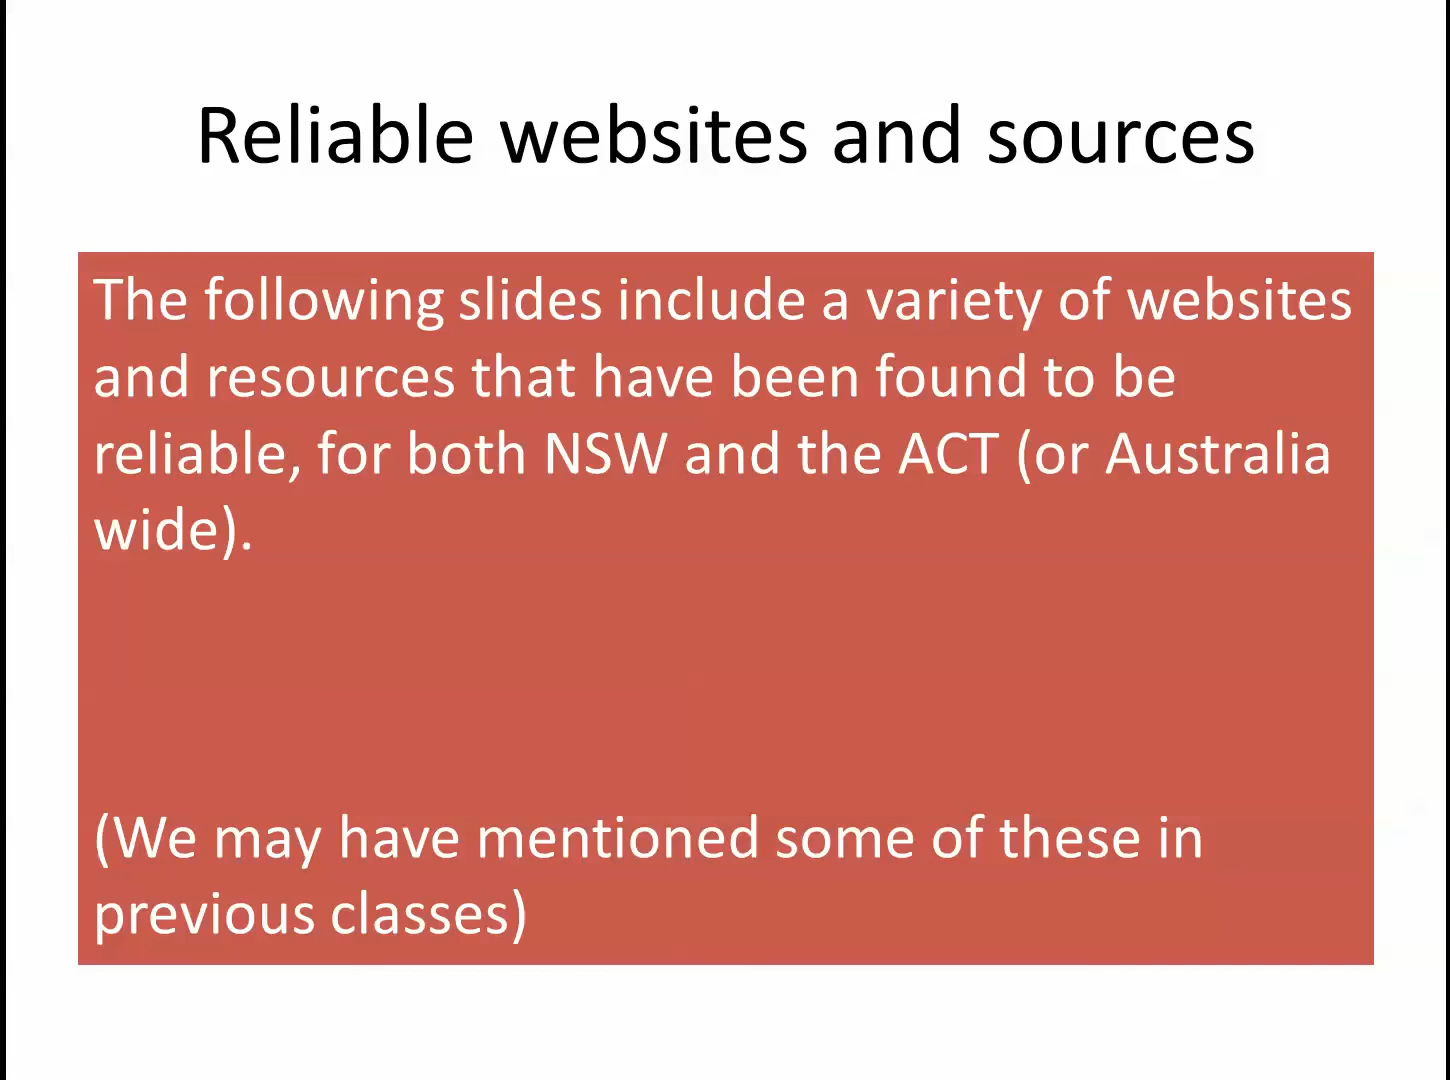 Reliable websites and sources
The following slides include a variety of websites
and resources that have been found to be
reliable, for both NSW and the ACT (or Australia
wide).
(We may have mentioned some of these in
previous classes)